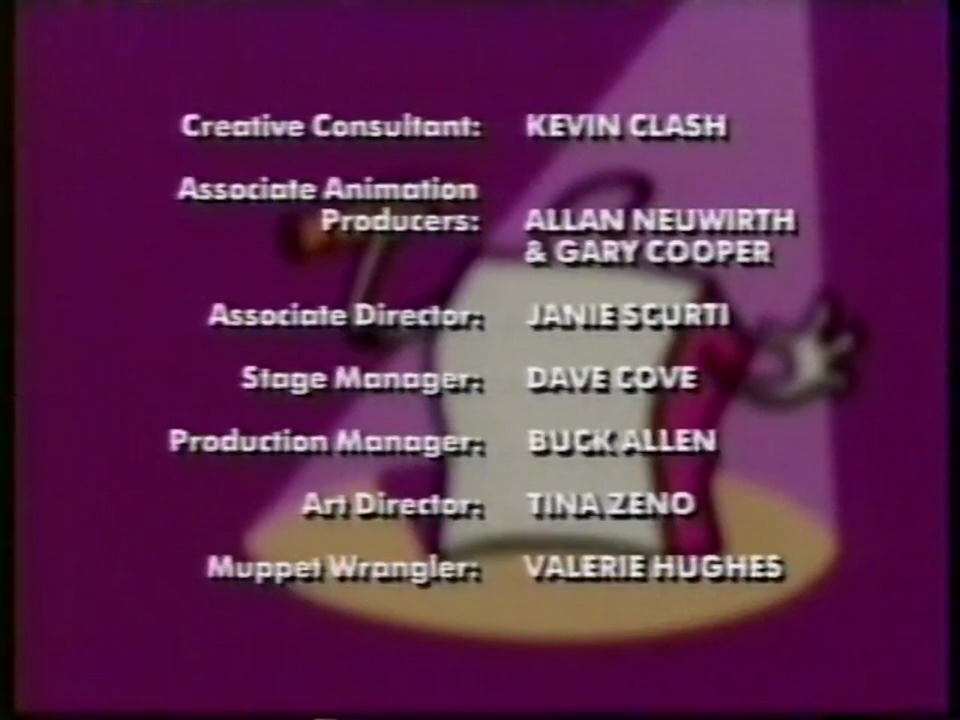 Creative Consultant: KEVIN CLASH
Associate Animation
Producers: ALLAN NEUWIRTH
& GARY COOPER
Associate Director: JANIE SCURTI
Stage Manager: DAVE COVE
Production Manager: BUCK ALLEN
Art Director: TINA ZENO
Muppet Wrangler: VALERIE HUGHES